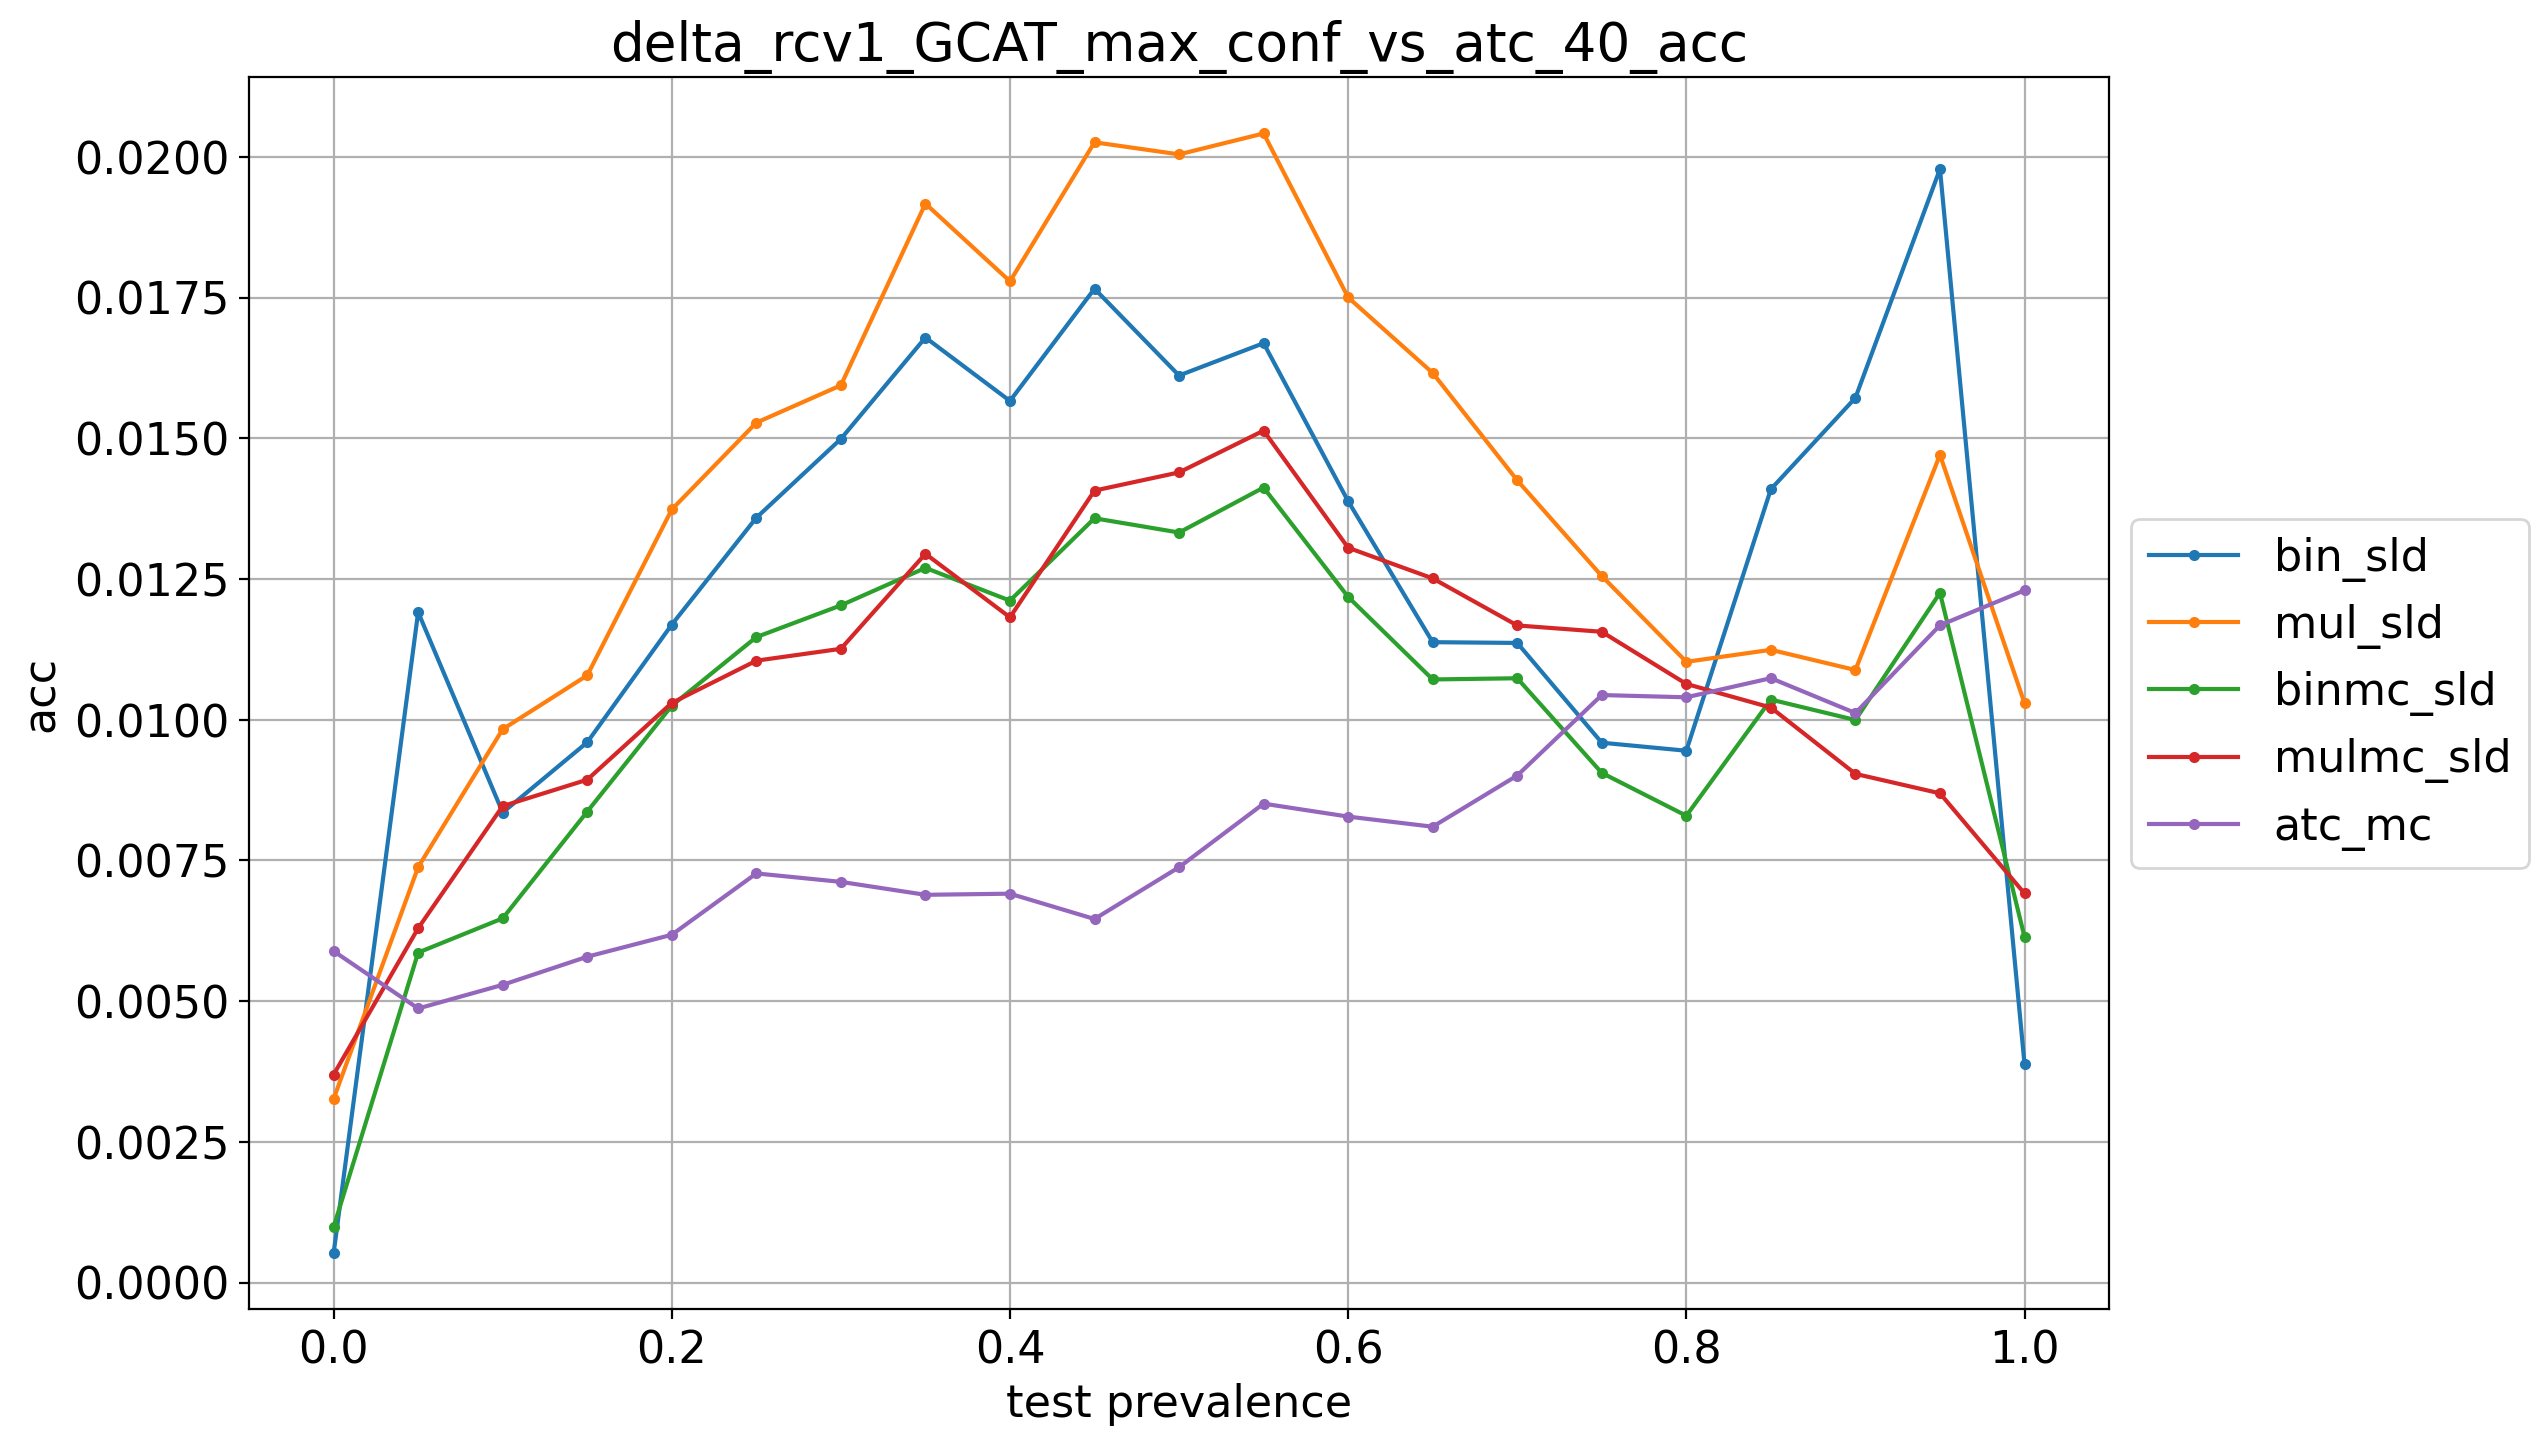 delta_rcv1_GCAT_max_conf_vs_atc_40_acc
0.0200
0.0175
0.0150
0.0125
0.0100
0.0075
0.0050
0.0025
0.0000
acc
0.0 0.2 0.4 0.6 0.8 1.0
test prevalence
bin_sld
mul_sld
binmc_sld
mulmc_sld
atc_mc